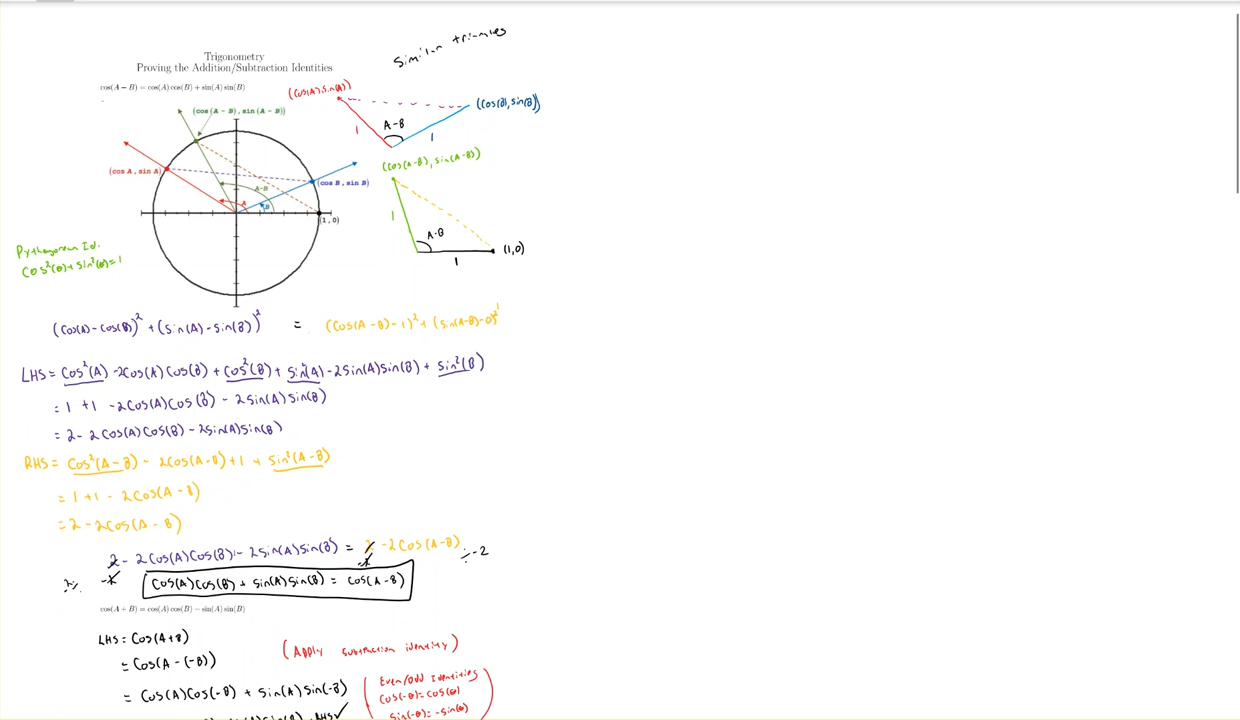 Similar triangles
Trigonometry
Proving the Addition/Subtraction Identities
cos(A − B) = cos(A) cos(B) + sin(A) sin(B)
(cos(A), sin(A))
(cos(B), sin(B))
A-B
1
1
(cos (A − B) , sin (A − B))
(cos A , sin A)
(cos B , sin B)
A-B
A
B
(1, 0)
(cos(A-B), sin(A-B))
1
A-B
1
(1,0)
Pythagorean Id.
cos²(θ) + sin²(θ) = 1
(cos(A) - cos(B))² + (sin(A) - sin(B))² = (cos(A-B) - 1)² + (sin(A-B) - 0)²
LHS = cos²(A) - 2cos(A)cos(B) + cos²(B) + sin²(A) - 2sin(A)sin(B) + sin²(B)
= 1 + 1 - 2cos(A)cos(B) - 2sin(A)sin(B)
= 2 - 2cos(A)cos(B) - 2sin(A)sin(B)
RHS = cos²(A-B) - 2cos(A-B) + 1 + sin²(A-B)
= 1 + 1 - 2cos(A-B)
= 2 - 2cos(A-B)
2 - 2cos(A)cos(B) - 2sin(A)sin(B) = 2 - 2cos(A-B)
-2 -2 ÷ -2
cos(A)cos(B) + sin(A)sin(B) = cos(A-B)
cos(A + B) = cos(A) cos(B) − sin(A) sin(B)
LHS = cos(A+B)
(Apply subtraction identity)
= cos(A - (-B))
= cos(A)cos(-B) + sin(A)sin(-B)
Even/odd Identities
cos(-θ) = cos(θ)
sin(-θ) = -sin(θ)